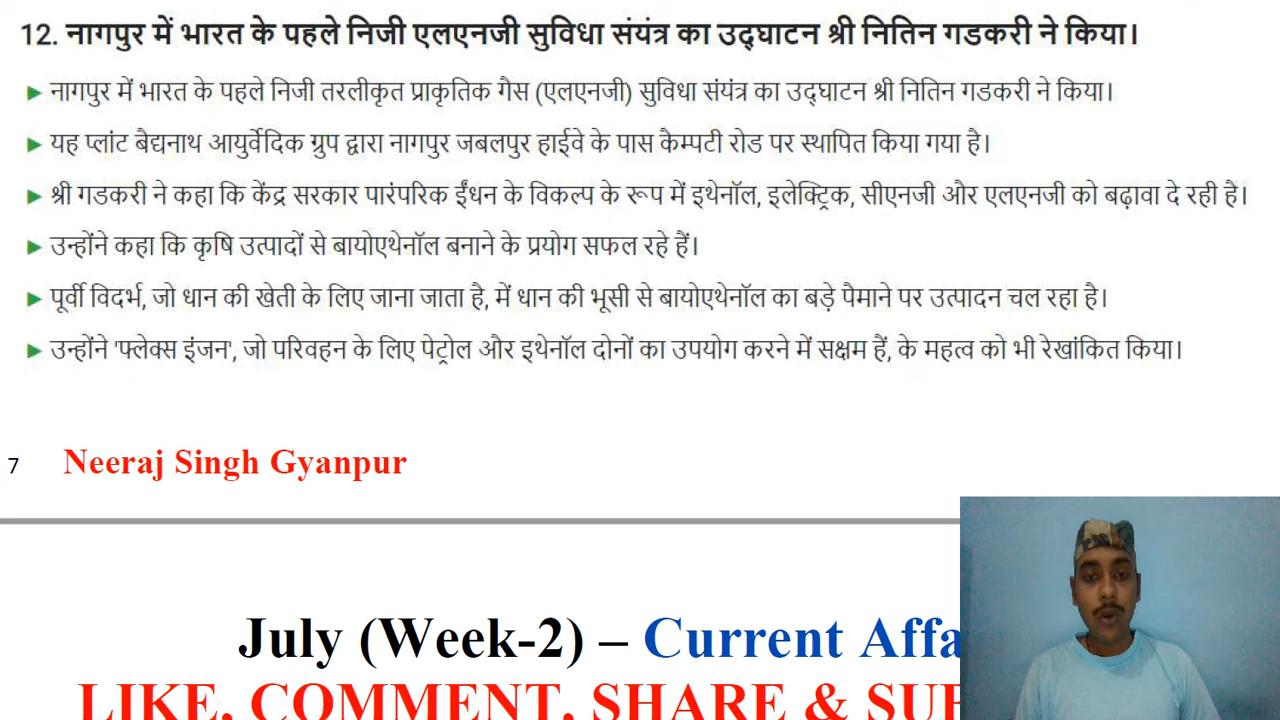 12. नागपुर में भारत के पहले निजी एलएनजी सुविधा संयंत्र का उद्घाटन श्री नितिन गडकरी ने किया।
► नागपुर में भारत के पहले निजी तरलीकृत प्राकृतिक गैस (एलएनजी) सुविधा संयंत्र का उद्घाटन श्री नितिन गडकरी ने किया।
► यह प्लांट बैद्यनाथ आयुर्वेदिक ग्रुप द्वारा नागपुर जबलपुर हाईवे के पास कैम्पटी रोड पर स्थापित किया गया है।
► श्री गडकरी ने कहा कि केंद्र सरकार पारंपरिक ईंधन के विकल्प के रूप में इथेनॉल, इलेक्ट्रिक, सीएनजी और एलएनजी को बढ़ावा दे रही है।
► उन्होंने कहा कि कृषि उत्पादों से बायोएथेनॉल बनाने के प्रयोग सफल रहे हैं।
► पूर्वी विदर्भ, जो धान की खेती के लिए जाना जाता है, में धान की भूसी से बायोएथेनॉल का बड़े पैमाने पर उत्पादन चल रहा है।
► उन्होंने 'फ्लेक्स इंजन', जो परिवहन के लिए पेट्रोल और इथेनॉल दोनों का उपयोग करने में सक्षम हैं, के महत्व को भी रेखांकित किया।
7 Neeraj Singh Gyanpur
July (Week-2) – Current Affa
LIKE, COMMENT, SHARE & SUB